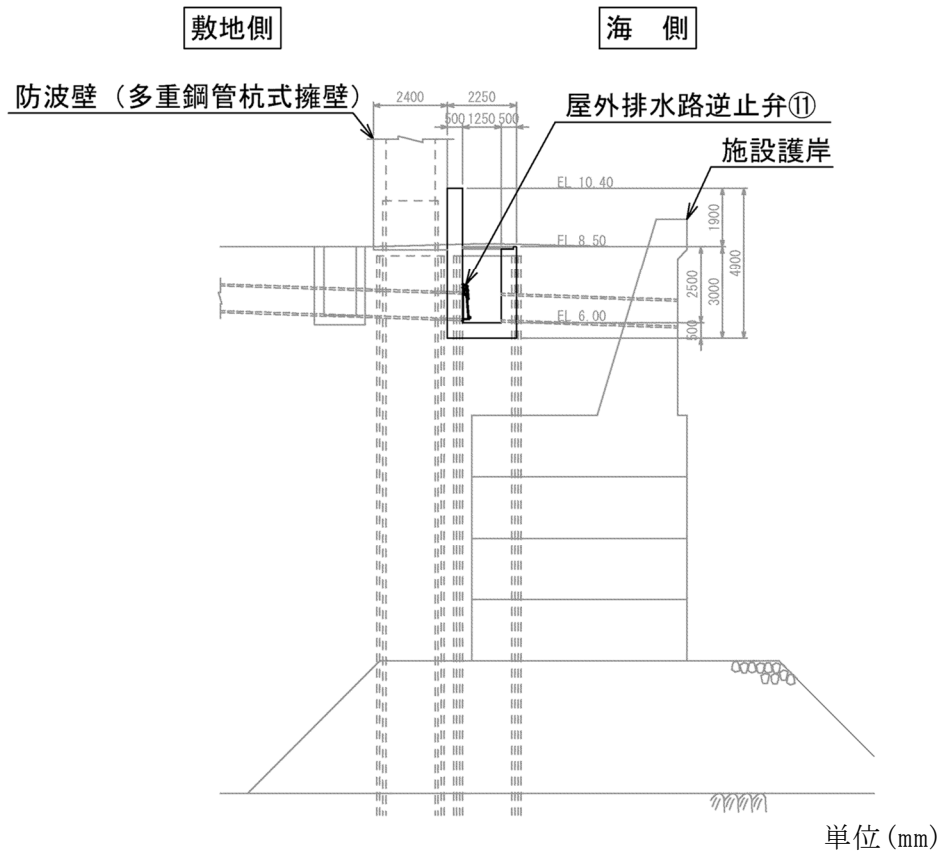 敷地側
海 側
防波壁（多重鋼管杭式擁壁）
2400
2250
500
1250
500
屋外排水路逆止弁⑪
施設護岸
EL 10.40
1900
4900
EL 8.50
2500
3000
EL 6.00
500
単位(mm)